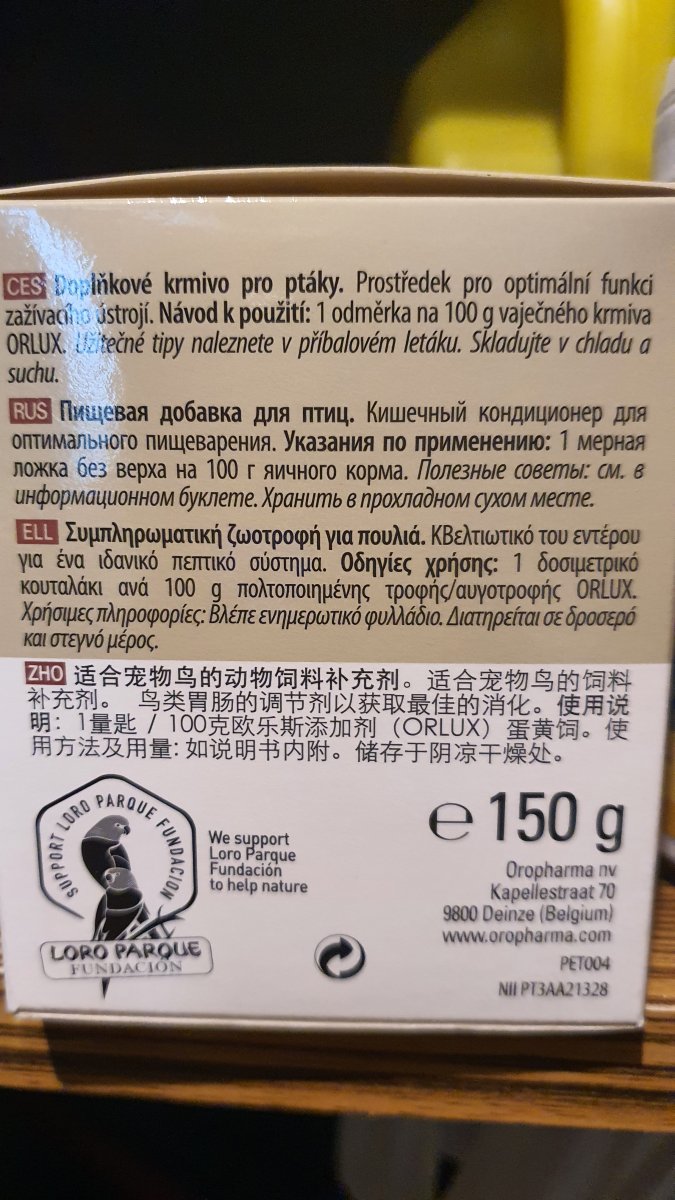 CES Doplňkové krmivo pro ptáky. Prostředek pro optimální funkci
zažívacího ústrojí. Návod k použití: 1 odměrka na 100 g vaječného krmiva
ORLUX. Užitečné tipy naleznete v příbalovém letáku. Skladujte v chladu a
suchu.
RUS Пищевая добавка для птиц. Кишечный кондиционер для
оптимального пищеварения. Указания по применению: 1 мерная
ложка без верха на 100 г яичного корма. Полезные советы: см. в
информационном буклете. Хранить в прохладном сухом месте.
ELL Συμπληρωματική ζωοτροφή για πουλιά. ΚΒελτιωτικό του εντέρου
για ένα ιδανικό πεπτικό σύστημα. Οδηγίες χρήσης: 1 δοσιμετρικό
κουταλάκι ανά 100 g πολτοποιημένης τροφής/αυγοτροφής ORLUX.
Χρήσιμες πληροφορίες: Βλέπε ενημερωτικό φυλλάδιο. Διατηρείται σε δροσερό
και στεγνό μέρος.
ZHO 适合宠物鸟的动物饲料补充剂。适合宠物鸟的饲料
补充剂。 鸟类胃肠的调节剂以获取最佳的消化。使用说
明: 1量匙 / 100克欧乐斯添加剂（ORLUX）蛋黄饲。使
用方法及用量: 如说明书内附。储存于阴凉干燥处。
SUPPORT LORO PARQUE FUNDACIÓN
LORO PARQUE
FUNDACIÓN
We support
Loro Parque
Fundación
to help nature
e 150 g
Oropharma nv
Kapellestraat 70
9800 Deinze (Belgium)
www.oropharma.com
PET004
NII PT3AA21328